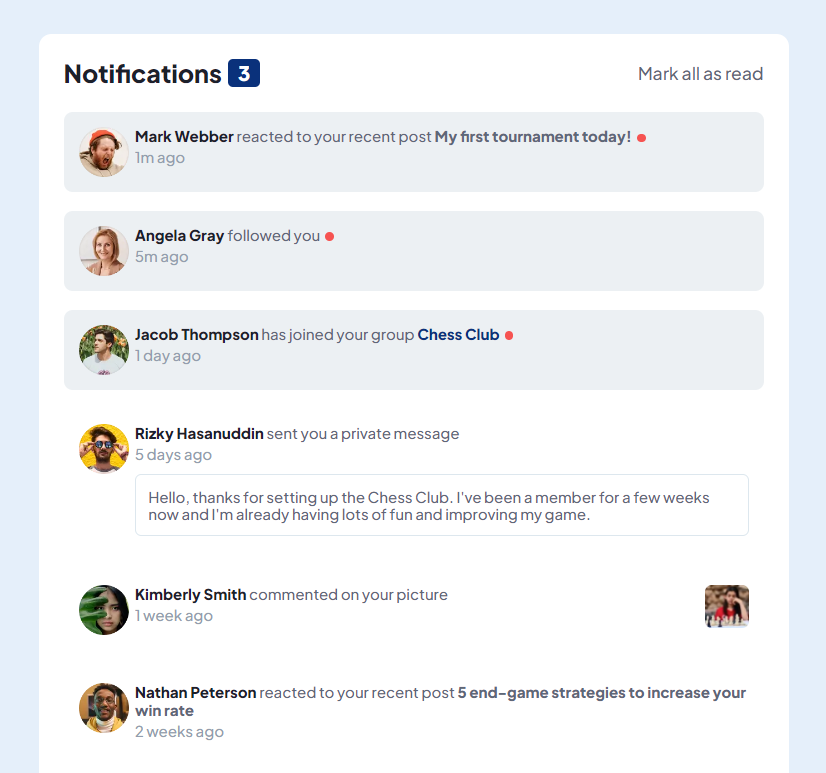 Notifications 3
Mark all as read
Mark Webber reacted to your recent post My first tournament today!
1m ago
Angela Gray followed you
5m ago
Jacob Thompson has joined your group Chess Club
1 day ago
Rizky Hasanuddin sent you a private message
5 days ago
Hello, thanks for setting up the Chess Club. I've been a member for a few weeks
now and I'm already having lots of fun and improving my game.
Kimberly Smith commented on your picture
1 week ago
Nathan Peterson reacted to your recent post 5 end-game strategies to increase your
win rate
2 weeks ago